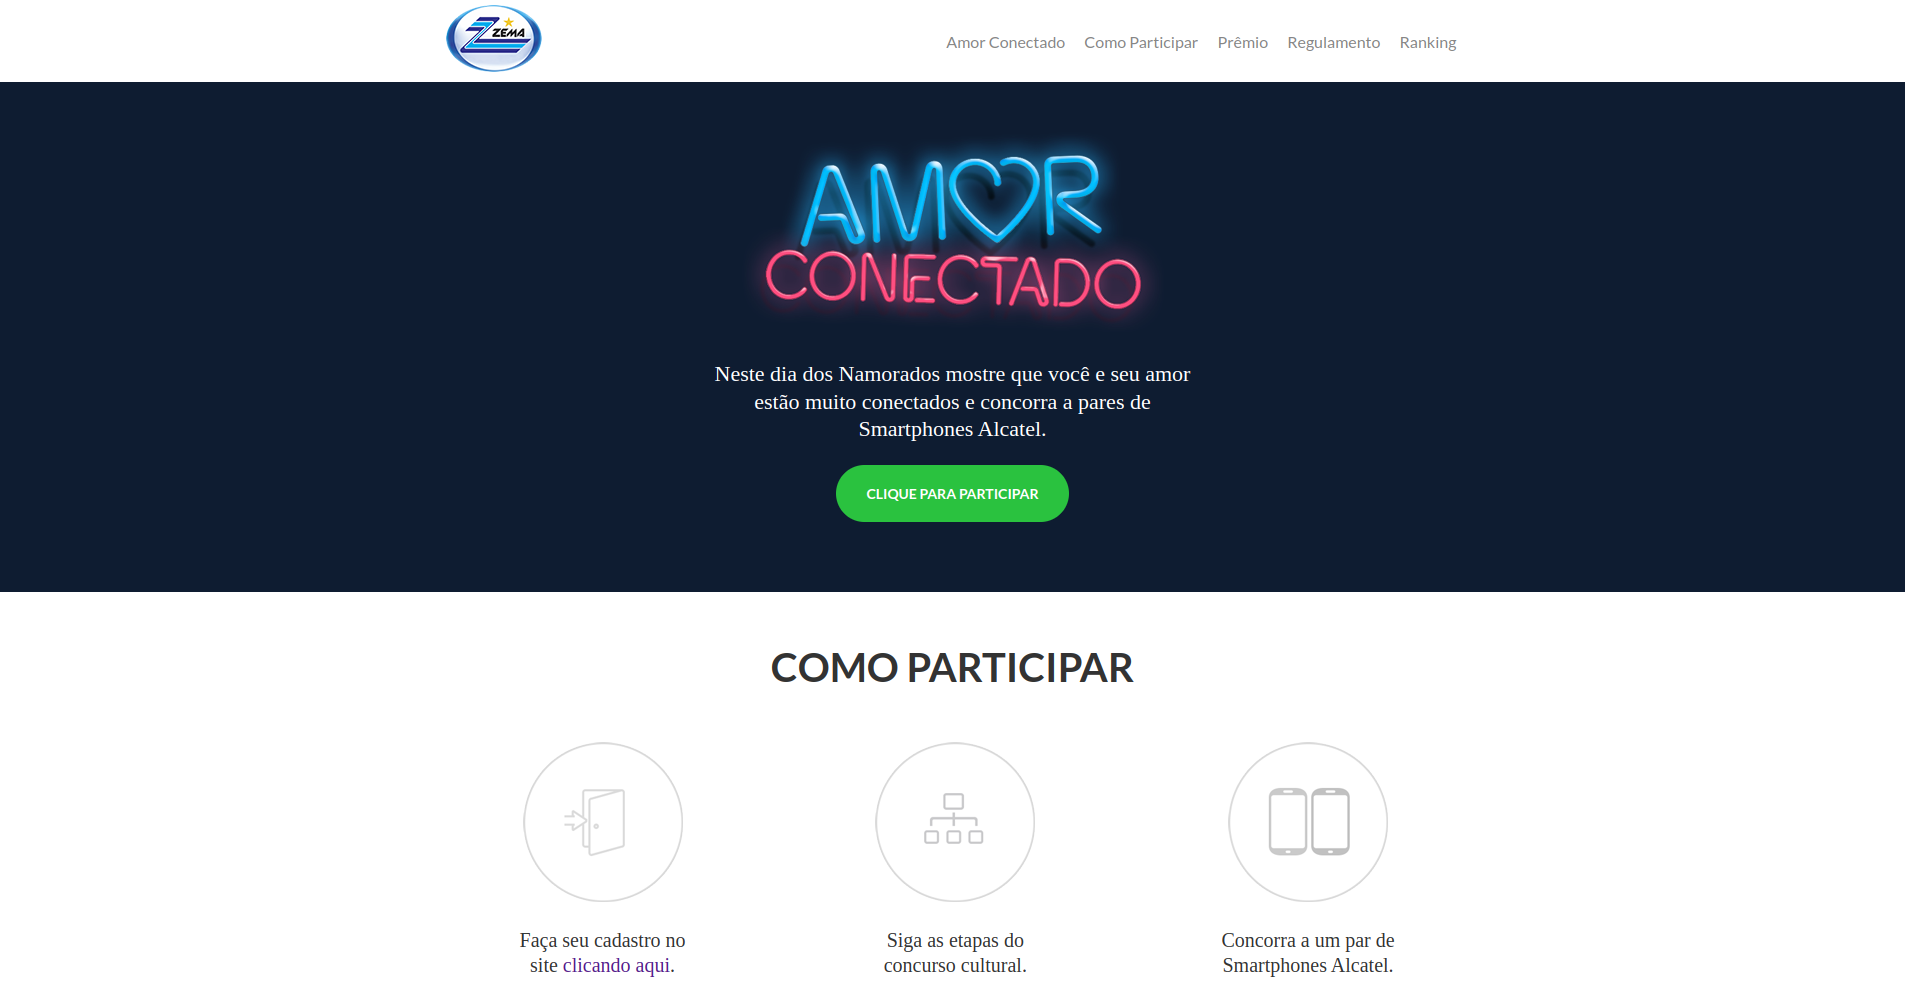 ZEMA
Amor Conectado Como Participar Prêmio Regulamento Ranking
AMOR
CONECTADO
Neste dia dos Namorados mostre que você e seu amor
estão muito conectados e concorra a pares de
Smartphones Alcatel.
CLIQUE PARA PARTICIPAR
COMO PARTICIPAR
Faça seu cadastro no
site clicando aqui.
Siga as etapas do
concurso cultural.
Concorra a um par de
Smartphones Alcatel.